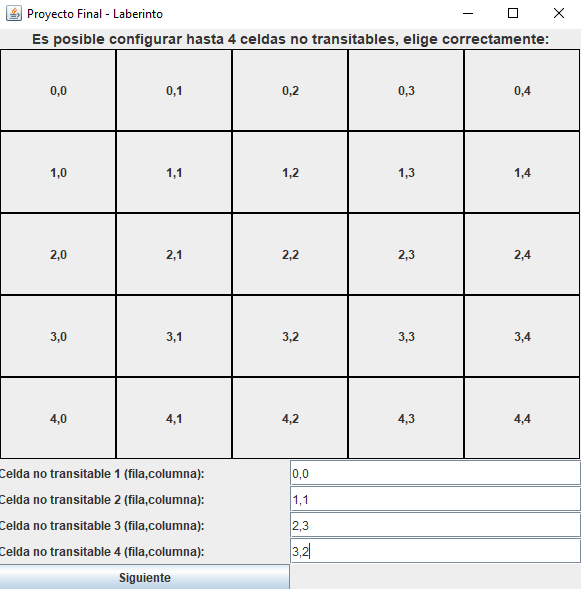 Proyecto Final - Laberinto
Es posible configurar hasta 4 celdas no transitables, elige correctamente:
0,0 0,1 0,2 0,3 0,4
1,0 1,1 1,2 1,3 1,4
2,0 2,1 2,2 2,3 2,4
3,0 3,1 3,2 3,3 3,4
4,0 4,1 4,2 4,3 4,4
Celda no transitable 1 (fila,columna): 0,0
Celda no transitable 2 (fila,columna): 1,1
Celda no transitable 3 (fila,columna): 2,3
Celda no transitable 4 (fila,columna): 3,2
Siguiente